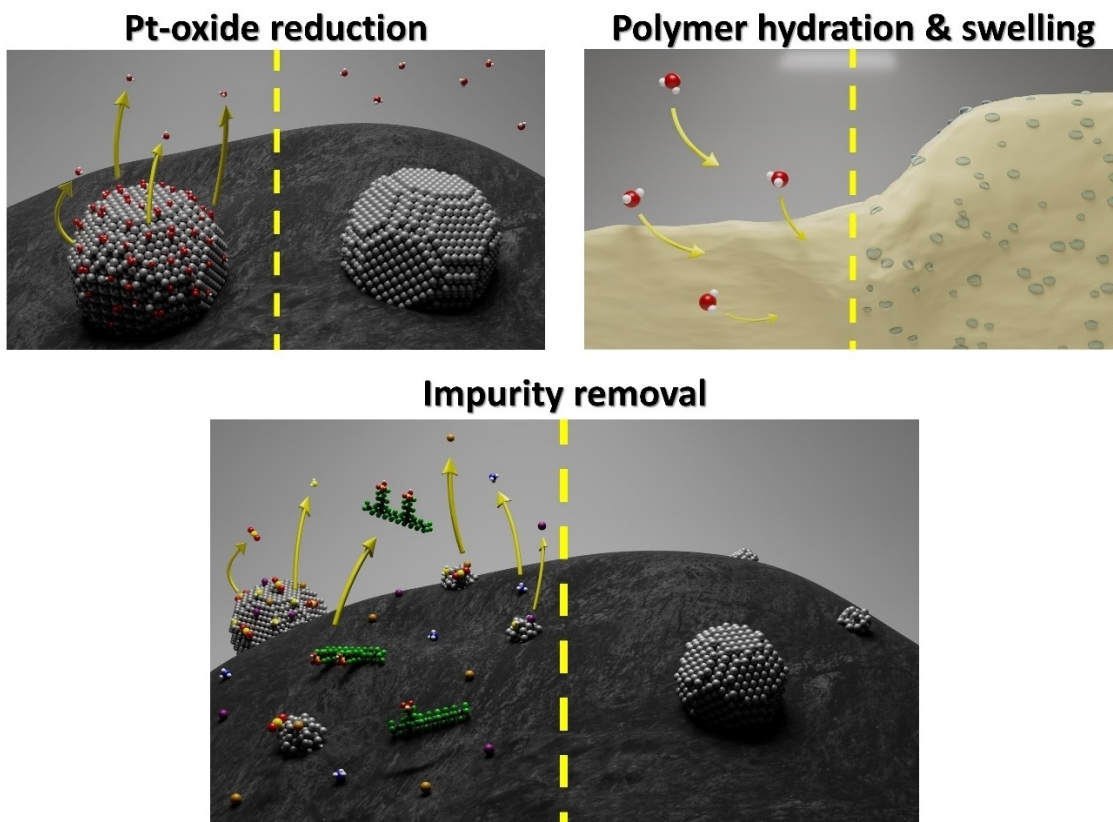 Pt-oxide reduction
Polymer hydration & swelling
Impurity removal